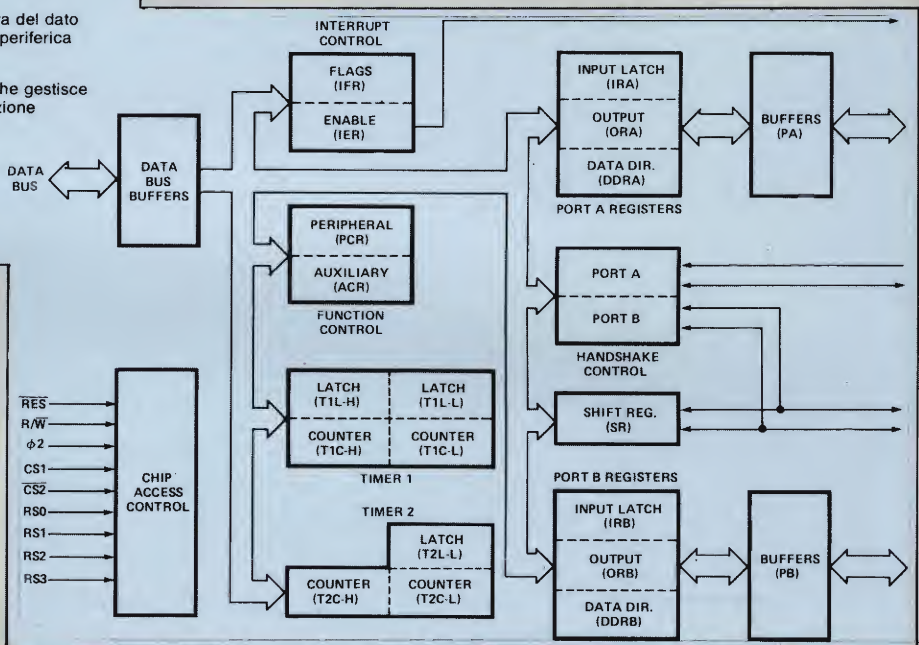 ra del dato
periferica
he gestisce
zione
INTERRUPT
CONTROL
FLAGS
(IFR)
ENABLE
(IER)
DATA
BUS
DATA
BUS
BUFFERS
PERIPHERAL
(PCR)
AUXILIARY
(ACR)
FUNCTION
CONTROL
LATCH
(T1L-H)
LATCH
(T1L-L)
COUNTER
(T1C-H)
COUNTER
(T1C-L)
TIMER 1
TIMER 2
LATCH
(T2L-L)
COUNTER
(T2C-H)
COUNTER
(T2C-L)
RES
R/W
φ2
CS1
CS2
RS0
RS1
RS2
RS3
CHIP
ACCESS
CONTROL
INPUT LATCH
(IRA)
OUTPUT
(ORA)
DATA DIR.
(DDRA)
PORT A REGISTERS
BUFFERS
(PA)
PORT A
PORT B
HANDSHAKE
CONTROL
SHIFT REG.
(SR)
PORT B REGISTERS
INPUT LATCH
(IRB)
OUTPUT
(ORB)
DATA DIR.
(DDRB)
BUFFERS
(PB)